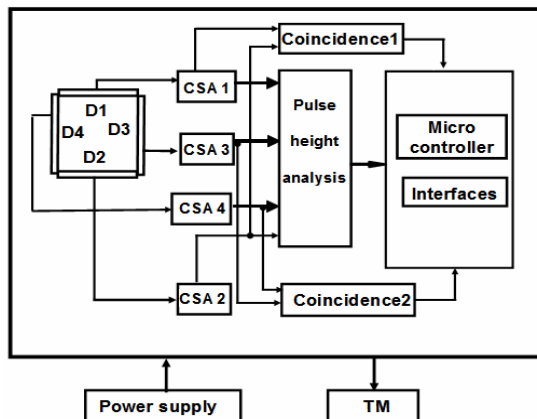 Coincidence1
CSA 1
D1
D4
D3
D2
Pulse
height
analysis
Micro
controller
CSA 3
Interfaces
CSA 4
CSA 2
Coincidence2
Power supply
TM